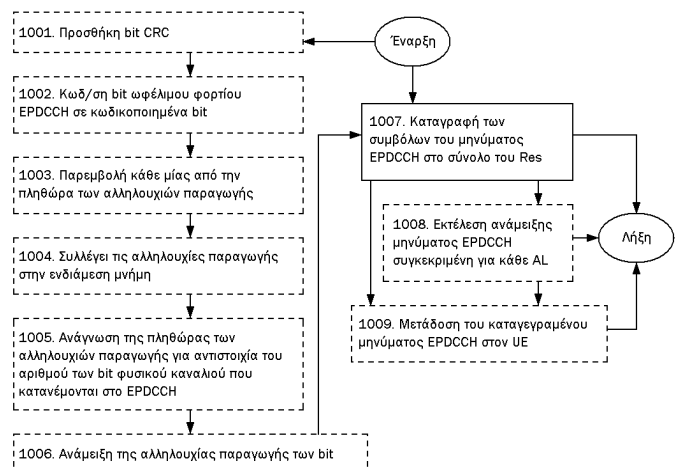 1001. Προσθήκη bit CRC
Έναρξη
1002. Κωδ/ση bit ωφέλιμου φορτίου
EPDCCH σε κωδικοποιημένα bit
1003. Παρεμβολή κάθε μίας από την
πληθώρα των αλληλουχιών παραγωγής
1004. Συλλέγει τις αλληλουχίες παραγωγής
στην ενδιάμεση μνήμη
1005. Ανάγνωση της πληθώρας των
αλληλουχιών παραγωγής για αντιστοιχία του
αριθμού των bit φυσικού καναλιού που
κατανέμονται στο EPDCCH
1006. Ανάμειξη της αλληλουχίας παραγωγής των bit
1007. Καταγραφή των
συμβόλων του μηνύματος
EPDCCH στο σύνολο του Res
1008. Εκτέλεση ανάμειξης
μηνύματος EPDCCH
συγκεκριμένη για κάθε AL
Λήξη
1009. Μετάδοση του καταγεγραμένου
μηνύματος EPDCCH στον UE